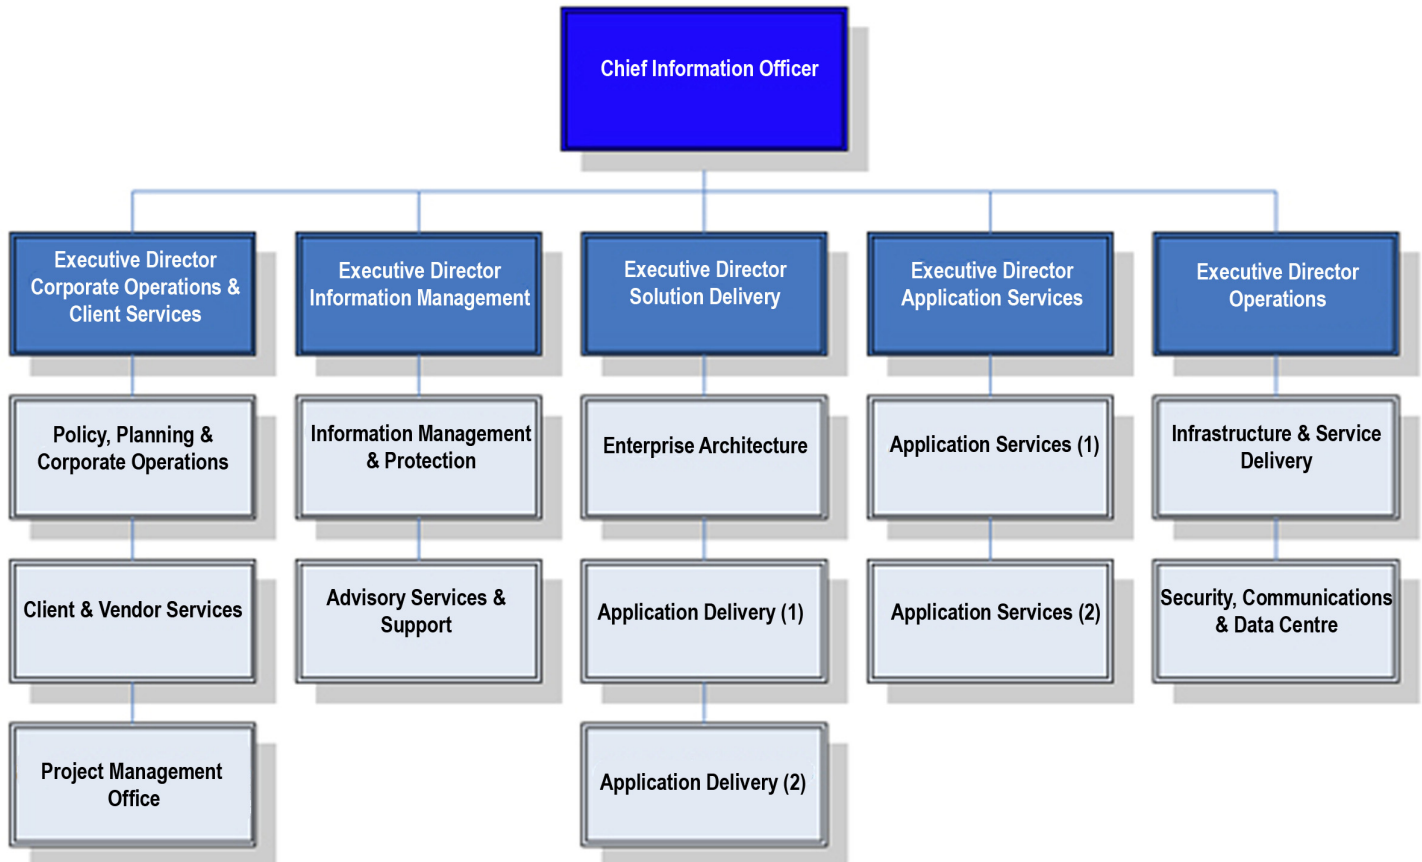 Chief Information Officer
Executive Director
Corporate Operations &
Client Services
Executive Director
Information Management
Executive Director
Solution Delivery
Executive Director
Application Services
Executive Director
Operations
Policy, Planning &
Corporate Operations
Information Management
& Protection
Enterprise Architecture
Application Services (1)
Infrastructure & Service
Delivery
Client & Vendor Services
Advisory Services &
Support
Application Delivery (1)
Application Services (2)
Security, Communications
& Data Centre
Project Management
Office
Application Delivery (2)